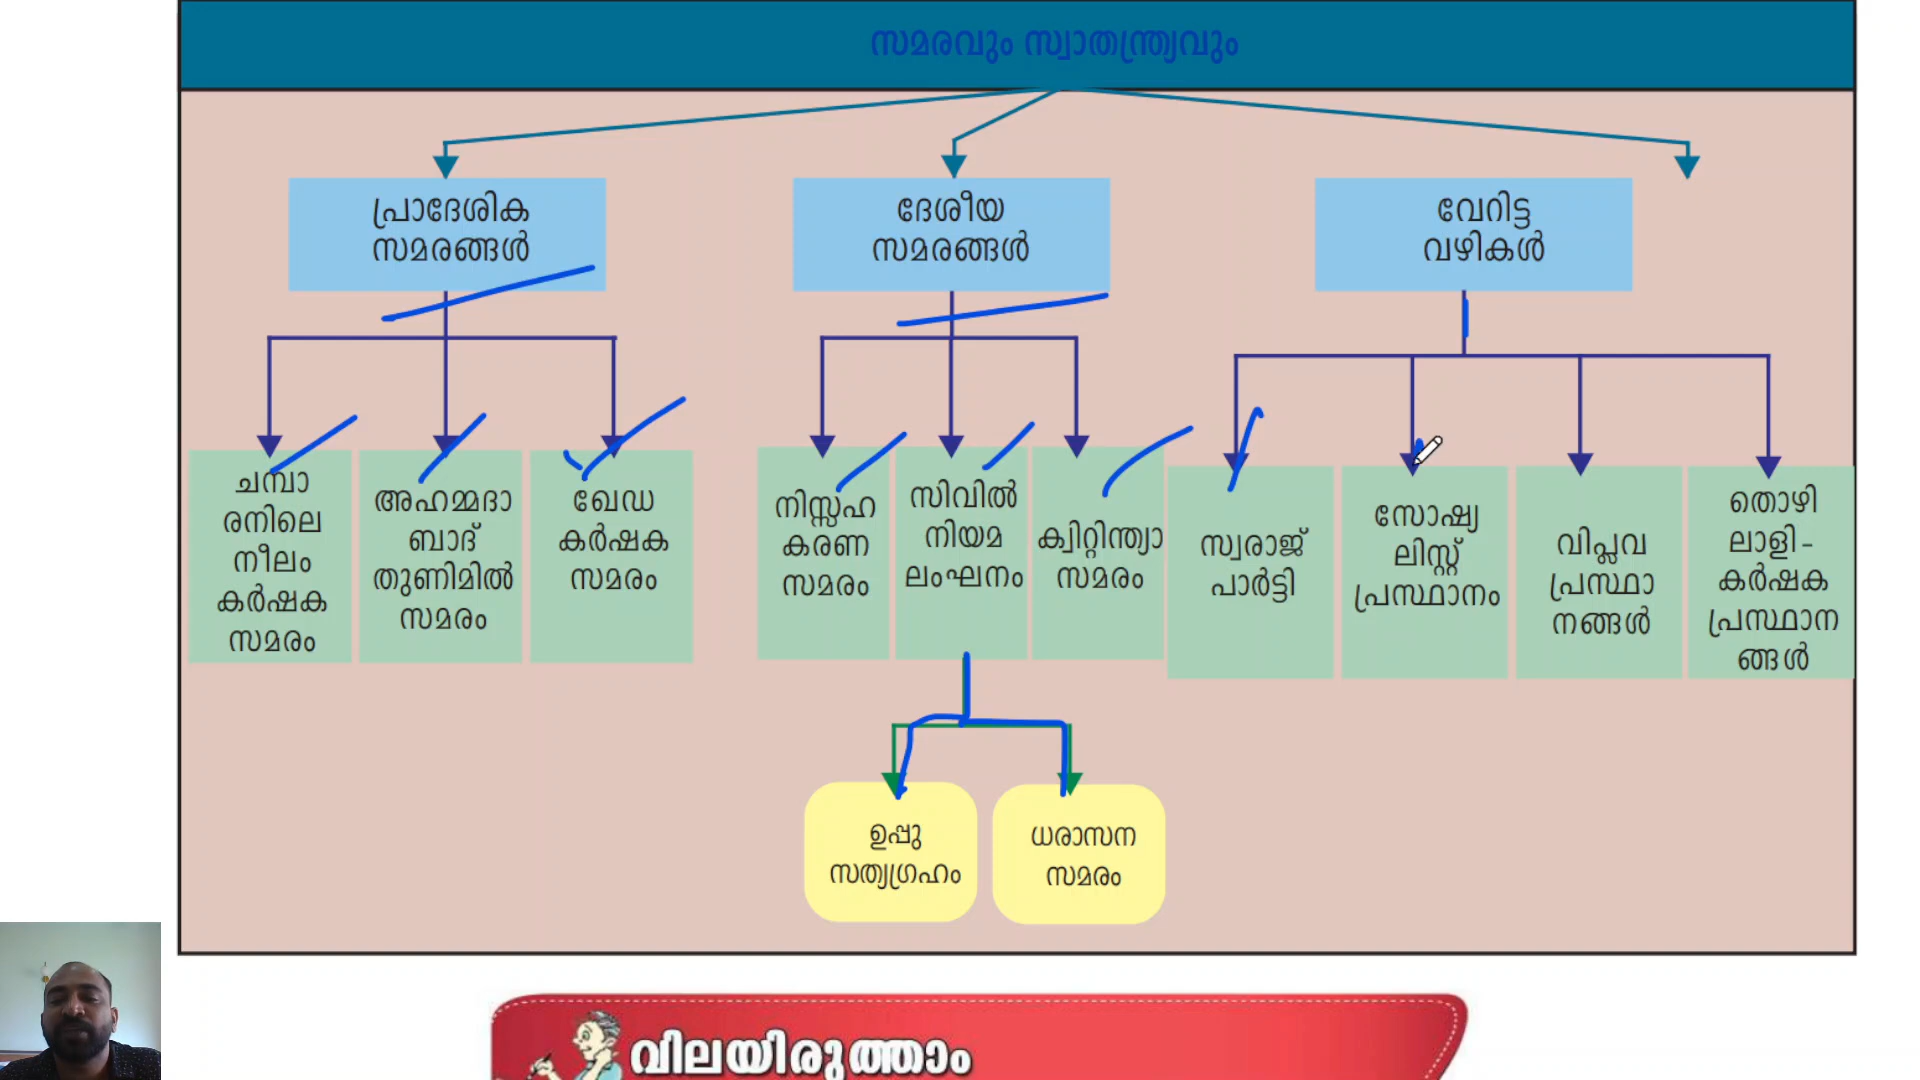 സമരവും സ്വാതന്ത്ര്യവും
പ്രാദേശിക
സമരങ്ങൾ
ദേശീയ
സമരങ്ങൾ
വേറിട്ട
വഴികൾ
ചമ്പാ
രനിലെ
നീലം
കർഷക
സമരം
അഹമ്മദാ
ബാദ്
തുണിമിൽ
സമരം
ഖേഡ
കർഷക
സമരം
നിസ്സഹ
കരണ
സമരം
സിവിൽ
നിയമ
ലംഘനം
ക്വിറ്റിന്ത്യാ
സമരം
സ്വരാജ്
പാർട്ടി
സോഷ്യ
ലിസ്റ്റ്
പ്രസ്ഥാനം
വിപ്ലവ
പ്രസ്ഥാ
നങ്ങൾ
തൊഴി
ലാളി-
കർഷക
പ്രസ്ഥാന
ങ്ങൾ
ഉപ്പു
സത്യഗ്രഹം
ധരാസന
സമരം
വിലയിരുത്താം